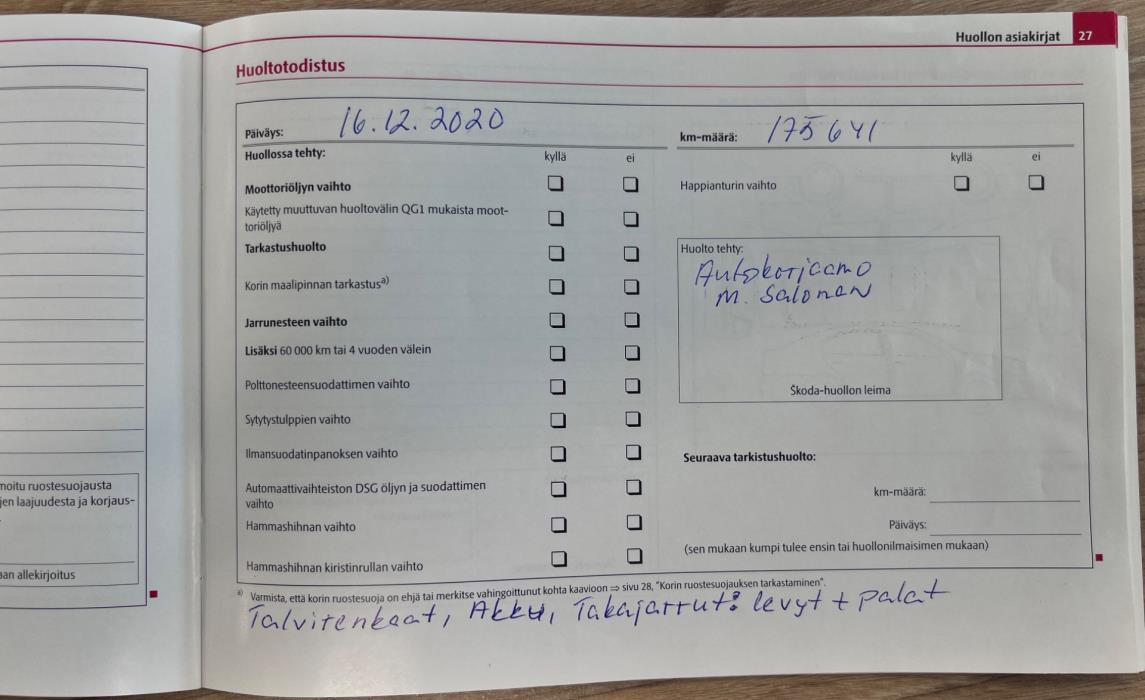 Huollon asiakirjat 27
Huoltotodistus
Päiväys: 16.12.2020
km-määrä: 175641
Huollossa tehty:
kyllä ei
kyllä ei
Moottoriöljyn vaihto
Happianturin vaihto
Käytetty muuttuvan huoltovälin QG1 mukaista moot-
toriöljyä
Tarkastushuolto
Korin maalipinnan tarkastusa)
Jarrunesteen vaihto
Lisäksi 60 000 km tai 4 vuoden välein
Polttonesteensuodattimen vaihto
Sytytystulppien vaihto
Ilmansuodatinpanoksen vaihto
Automaattivaihteiston DSG öljyn ja suodattimen
vaihto
Hammashihnan vaihto
Hammashihnan kiristinrullan vaihto
Huolto tehty:
Autokorjaamo
M. Salonen
Škoda-huollon leima
Seuraava tarkistushuolto:
km-määrä:
Päiväys:
(sen mukaan kumpi tulee ensin tai huollonilmaisimen mukaan)
a) Varmista, että korin ruostesuoja on ehjä tai merkitse vahingoittunut kohta kaavioon ⇒ sivu 28, "Korin ruostesuojauksen tarkastaminen".
Talvirenkaat, Akku, Takajarrut: levyt + palat
noitu ruostesuojausta
jen laajuudesta ja korjaus-
aan allekirjoitus